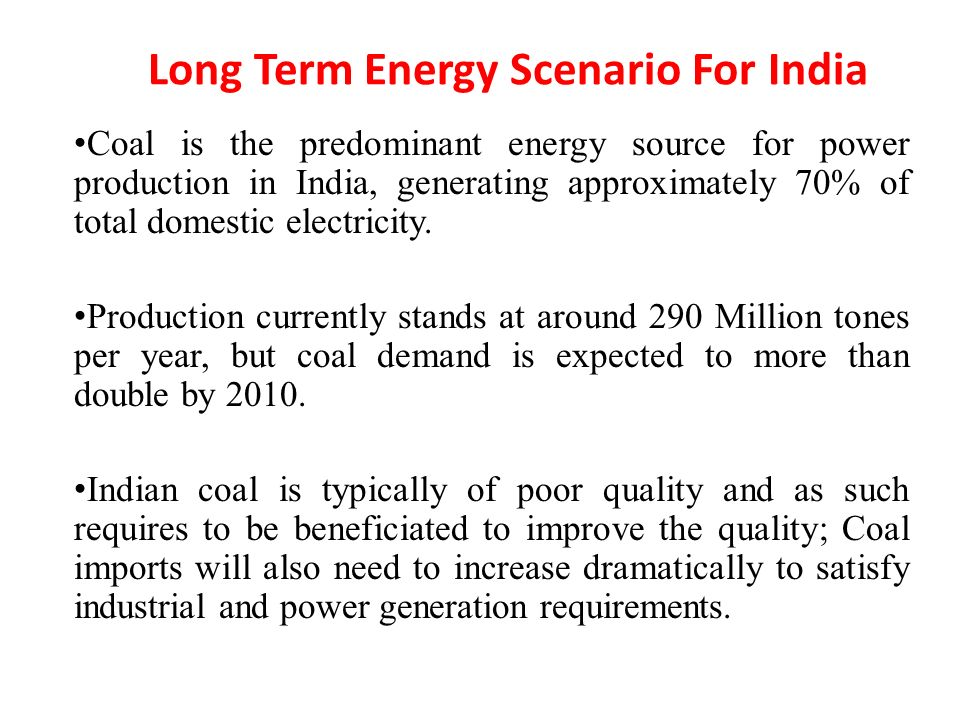 Long Term Energy Scenario For India
•Coal is the predominant energy source for power
production in India, generating approximately 70% of
total domestic electricity.
•Production currently stands at around 290 Million tones
per year, but coal demand is expected to more than
double by 2010.
•Indian coal is typically of poor quality and as such
requires to be beneficiated to improve the quality; Coal
imports will also need to increase dramatically to satisfy
industrial and power generation requirements.